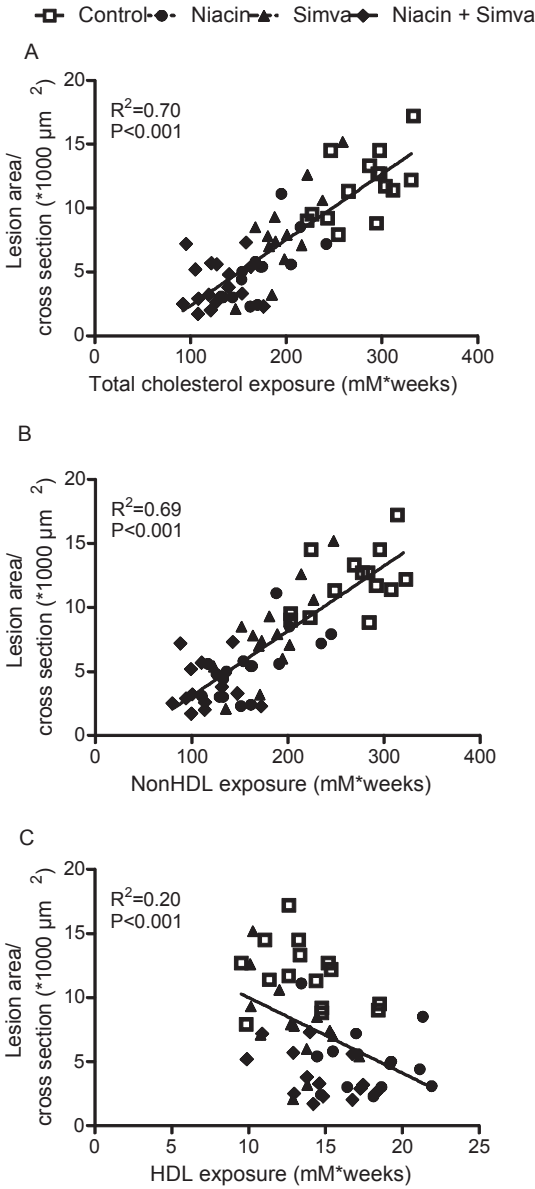 Control Niacin Simva Niacin + Simva
A
Lesion area/
cross section (*1000 µm 2)
20
15
10
5
0
R2=0.70
P<0.001
0 100 200 300 400
Total cholesterol exposure (mM*weeks)
B
Lesion area/
cross section (*1000 µm 2)
20
15
10
5
0
R2=0.69
P<0.001
0 100 200 300 400
NonHDL exposure (mM*weeks)
C
Lesion area/
cross section (*1000 µm 2)
20
15
10
5
0
R2=0.20
P<0.001
0 5 10 15 20 25
HDL exposure (mM*weeks)